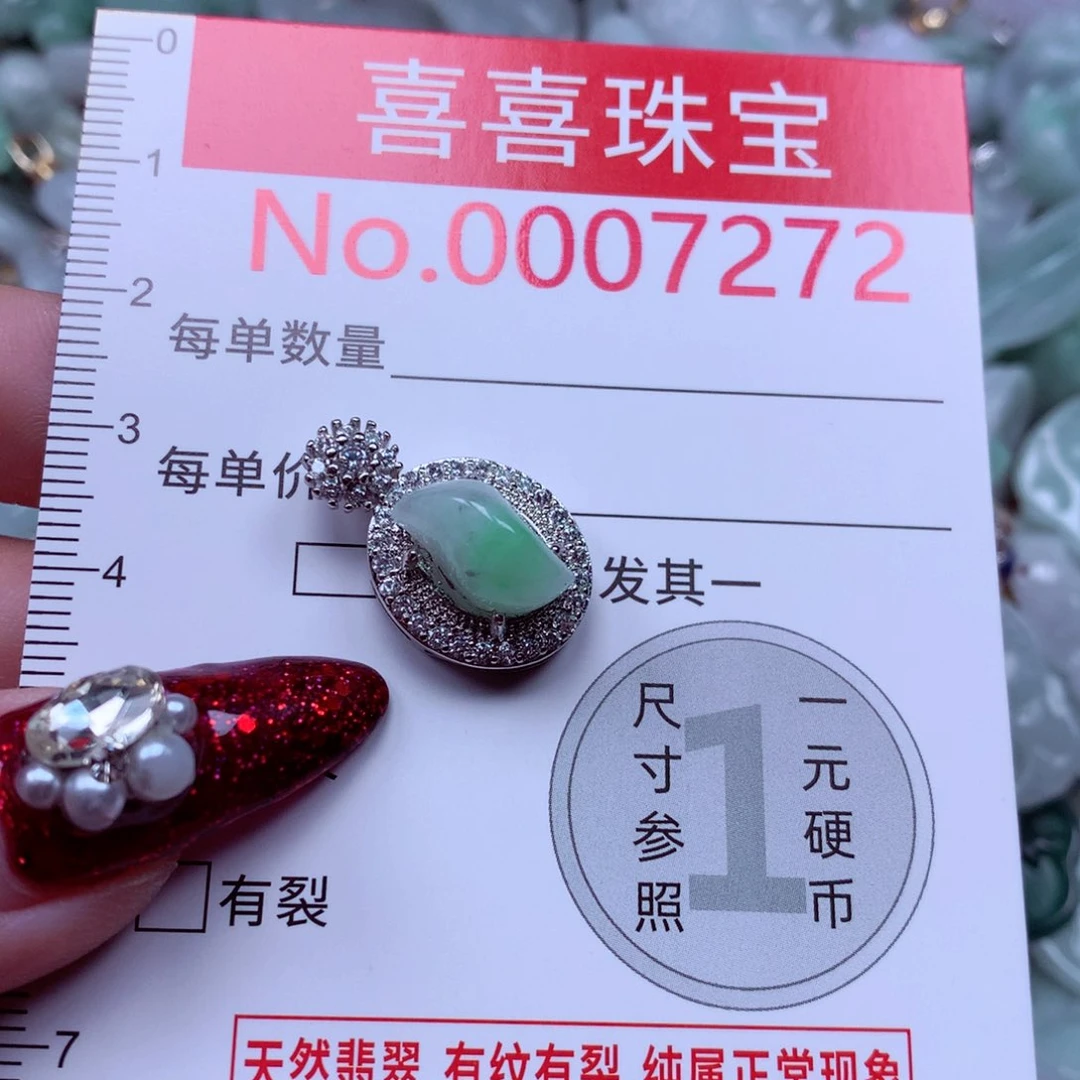 0
喜喜珠宝
1
No.0007272
2
每单数量
3
每单价
4
发其一
尺寸参照
1
一元硬币
有裂
7
天然翡翠 有纹有裂 纯属正常现象